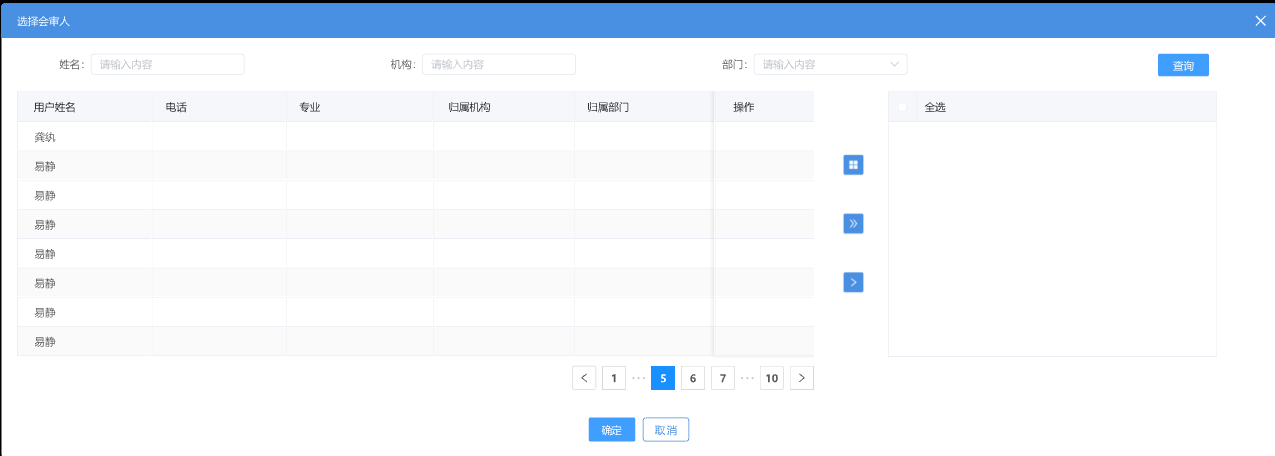 选择会审人
姓名： 请输入内容 机构： 请输入内容 部门： 请输入内容 查询
用户姓名 电话 专业 归属机构 归属部门 操作 全选
龚纨
易静
易静
易静
易静
易静
易静
易静
1 ··· 5 6 7 ··· 10
确定 取消